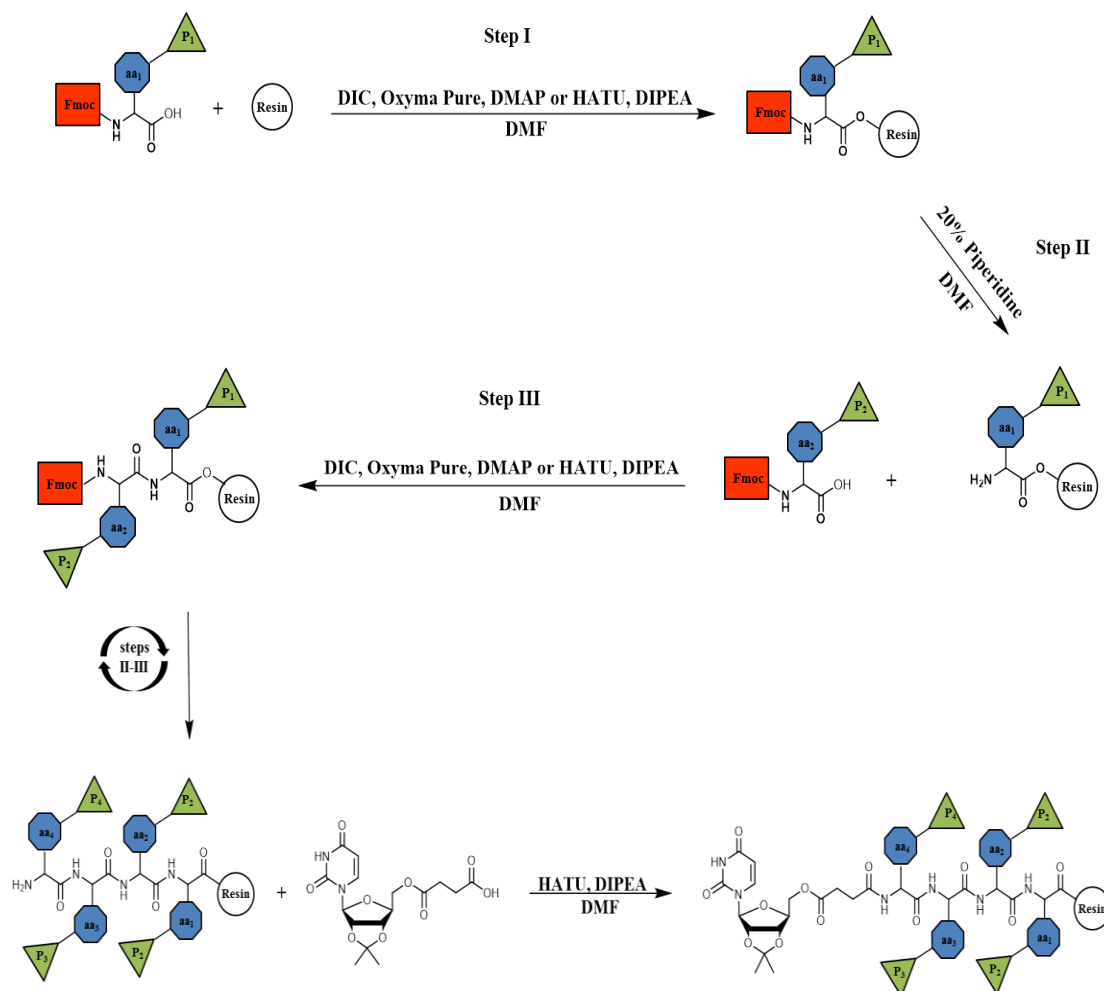 Step I
P1
aa1
Fmoc
N
H
OH
O
+
Resin
DIC, Oxyma Pure, DMAP or HATU, DIPEA
DMF
P1
aa1
Fmoc
N
H
O
O
Resin
20% Piperidine
DMF
Step II
Step III
P1
aa1
H
N
O
Fmoc
N
H
O
O
Resin
aa2
P2
DIC, Oxyma Pure, DMAP or HATU, DIPEA
DMF
P2
aa2
Fmoc
N
H
OH
O
+
P1
aa1
H2N
O
O
Resin
steps
II-III
P4
aa4
P2
aa2
H2N
O
H
N
O
N
H
O
H
N
O
Resin
aa3
aa1
P3
P2
+
O
NH
O
N
O
O
O
O
O
OH
O
HATU, DIPEA
DMF
O
NH
O
N
O
O
O
O
O
O
N
H
P4
aa4
P2
aa2
O
H
N
O
N
H
O
H
N
O
Resin
aa3
aa1
P3
P2